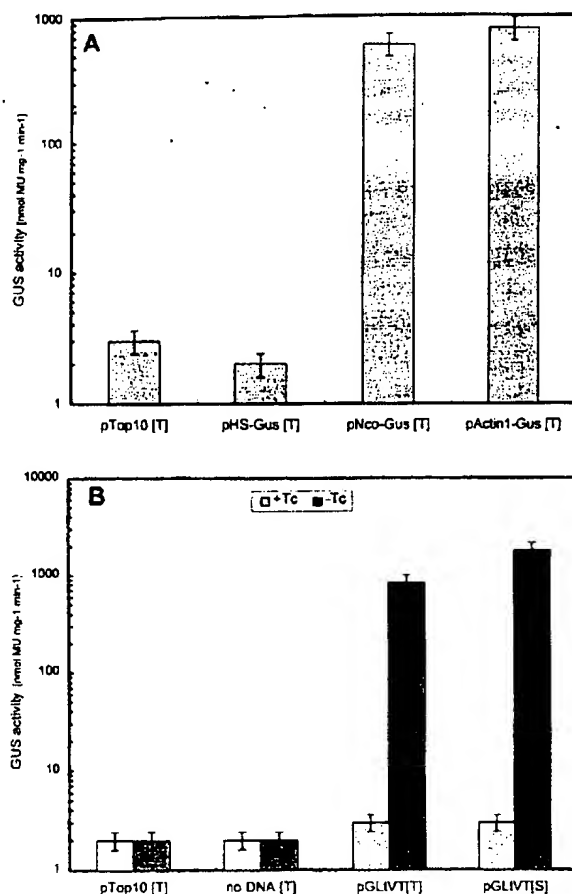 A
1000
100
10
1
GUS activity [nmol MU mg-1 min-1]
pTop10 [T]
pHS-Gus [T]
pNco-Gus [T]
pActin1-Gus [T]
B
+Tc -Tc
10000
1000
100
10
1
GUS activity [nmol MU mg-1 min-1]
pTop10 [T]
no DNA [T]
pGLtVT[T]
pGLtVT[S]